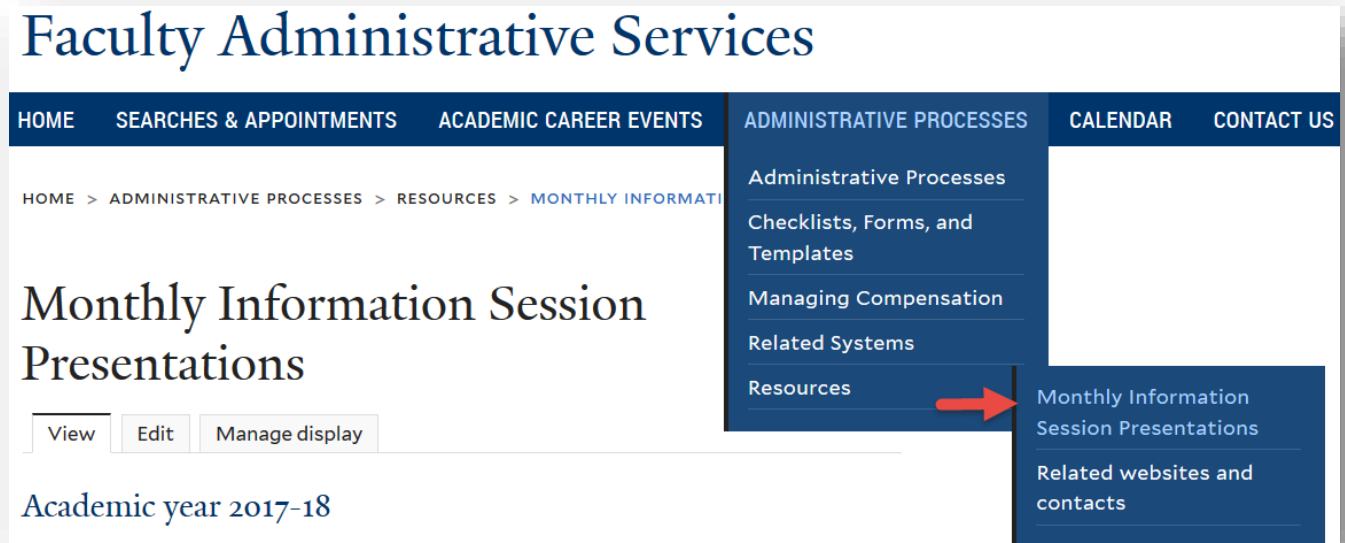 Faculty Administrative Services
HOME SEARCHES & APPOINTMENTS ACADEMIC CAREER EVENTS ADMINISTRATIVE PROCESSES CALENDAR CONTACT US
HOME > ADMINISTRATIVE PROCESSES > RESOURCES > MONTHLY INFORMATI
Administrative Processes
Checklists, Forms, and
Templates
Managing Compensation
Related Systems
Resources
Monthly Information
Session Presentations
Related websites and
contacts
Monthly Information Session
Presentations
View Edit Manage display
Academic year 2017-18